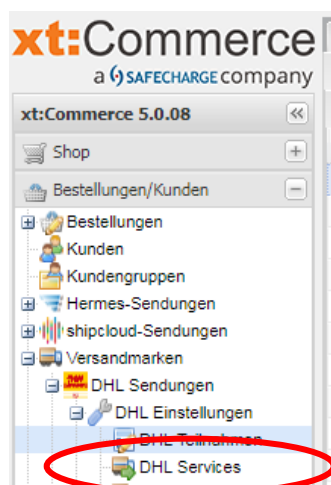 xt:Commerce
a SAFECHARGE company
xt:Commerce 5.0.08
Shop
Bestellungen/Kunden
Bestellungen
Kunden
Kundengruppen
Hermes-Sendungen
shipcloud-Sendungen
Versandmarken
DHL Sendungen
DHL Einstellungen
DHL Teilnahmen
DHL Services